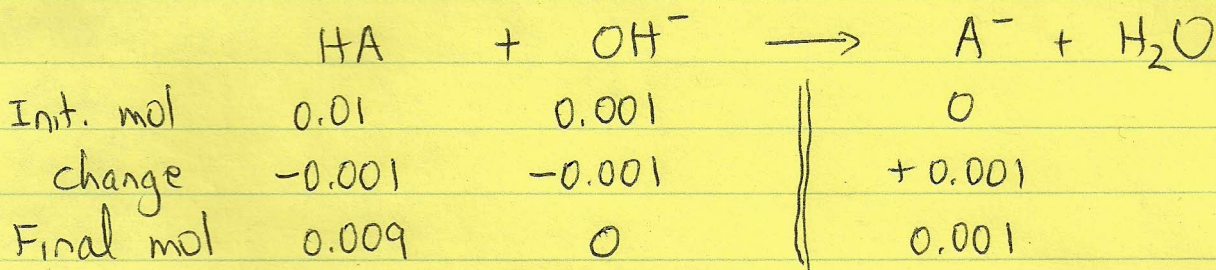 HA + OH⁻ ⟶ A⁻ + H₂O
Init. mol 0.01 0.001 0
change -0.001 -0.001 +0.001
Final mol 0.009 0 0.001